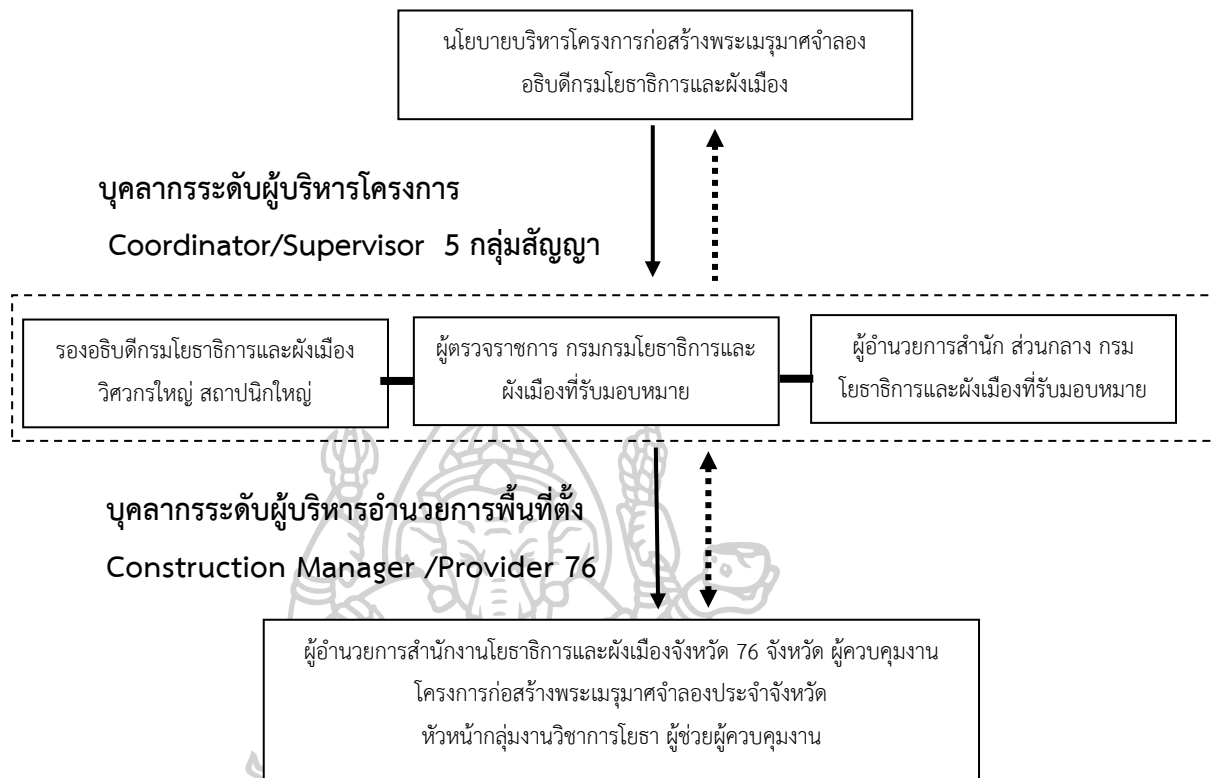 นโยบายบริหารโครงการก่อสร้างพระเมรุมาศจำลอง
อธิบดีกรมโยธาธิการและผังเมือง
บุคลากรระดับผู้บริหารโครงการ
Coordinator/Supervisor 5 กลุ่มสัญญา
รองอธิบดีกรมโยธาธิการและผังเมือง
วิศวกรใหญ่ สถาปนิกใหญ่
ผู้ตรวจราชการ กรมกรมโยธาธิการและ
ผังเมืองที่รับมอบหมาย
ผู้อำนวยการสำนัก ส่วนกลาง กรม
โยธาธิการและผังเมืองที่รับมอบหมาย
บุคลากรระดับผู้บริหารอำนวยการพื้นที่ตั้ง
Construction Manager /Provider 76
ผู้อำนวยการสำนักงานโยธาธิการและผังเมืองจังหวัด 76 จังหวัด ผู้ควบคุมงาน
โครงการก่อสร้างพระเมรุมาศจำลองประจำจังหวัด
หัวหน้ากลุ่มงานวิชาการโยธา ผู้ช่วยผู้ควบคุมงาน